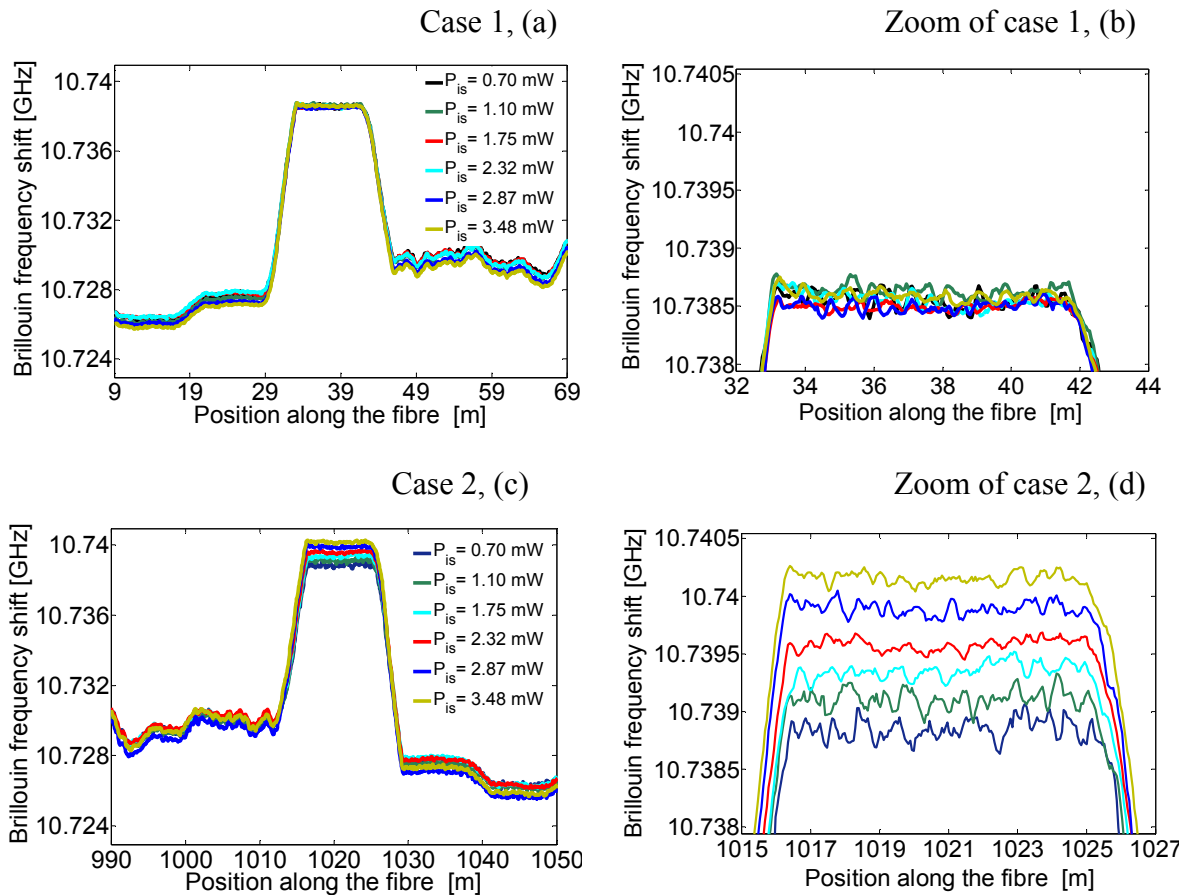 Case 1, (a)
Brillouin frequency shift [GHz]
10.74
10.736
10.732
10.728
10.724
P_is= 0.70 mW
P_is= 1.10 mW
P_is= 1.75 mW
P_is= 2.32 mW
P_is= 2.87 mW
P_is= 3.48 mW
9 19 29 39 49 59 69
Position along the fibre [m]
Zoom of case 1, (b)
Brillouin frequency shift [GHz]
10.7405
10.74
10.7395
10.739
10.7385
10.738
32 34 36 38 40 42 44
Position along the fibre [m]
Case 2, (c)
Brillouin frequency shift [GHz]
10.74
10.736
10.732
10.728
10.724
P_is= 0.70 mW
P_is= 1.10 mW
P_is= 1.75 mW
P_is= 2.32 mW
P_is= 2.87 mW
P_is= 3.48 mW
990 1000 1010 1020 1030 1040 1050
Position along the fibre [m]
Zoom of case 2, (d)
Brillouin frequency shift [GHz]
10.7405
10.74
10.7395
10.739
10.7385
10.738
1015 1017 1019 1021 1023 1025 1027
Position along the fibre [m]